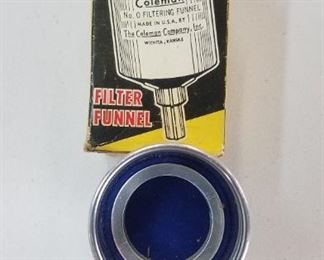 Coleman
No. 0 FILTERING FUNNEL
MADE IN U.S.A. BY
The Coleman Company, Inc.
WICHITA, KANSAS
FILTER
FUNNEL